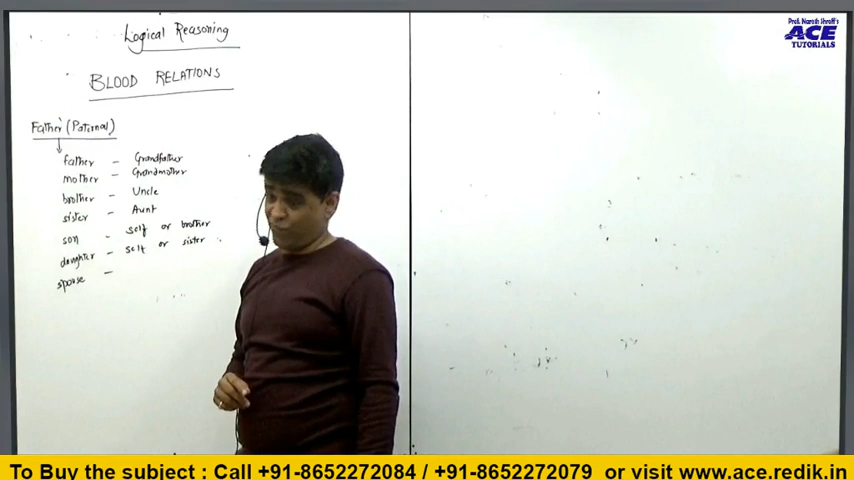 Logical Reasoning
BLOOD RELATIONS
Father (Paternal)
father - Grandfather
mother - Grandmother
brother - Uncle
sister - Aunt
son - self or brother
daughter - self or sister
spouse -
Prof. Naresh Shroff's
ACE
TUTORIALS
To Buy the subject : Call +91-8652272084 / +91-8652272079 or visit www.ace.redik.in